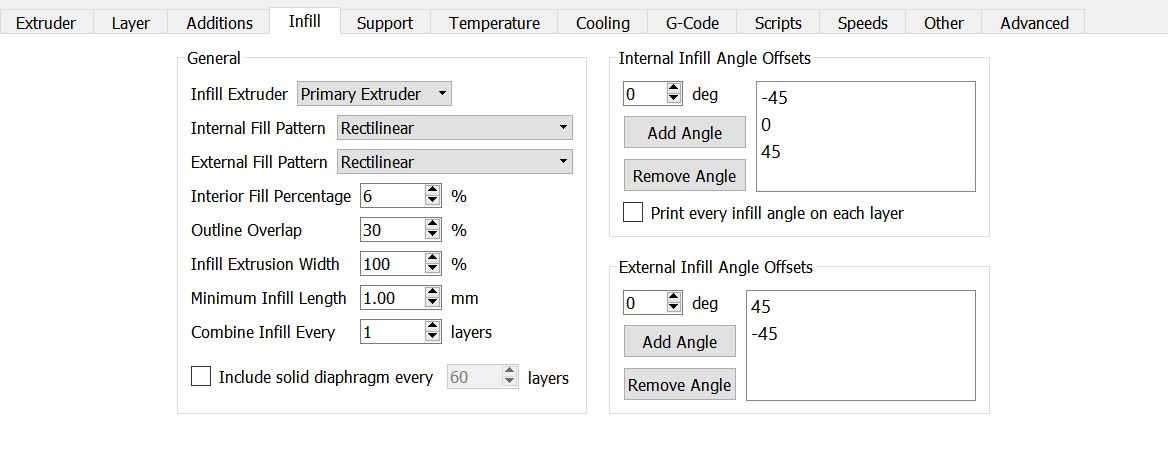 Extruder Layer Additions Infill Support Temperature Cooling G-Code Scripts Speeds Other Advanced
General
Infill Extruder Primary Extruder
Internal Fill Pattern Rectilinear
External Fill Pattern Rectilinear
Interior Fill Percentage 6 %
Outline Overlap 30 %
Infill Extrusion Width 100 %
Minimum Infill Length 1.00 mm
Combine Infill Every 1 layers
Include solid diaphragm every 60 layers
Internal Infill Angle Offsets
0 deg
Add Angle
Remove Angle
-45
0
45
Print every infill angle on each layer
External Infill Angle Offsets
0 deg
Add Angle
Remove Angle
45
-45